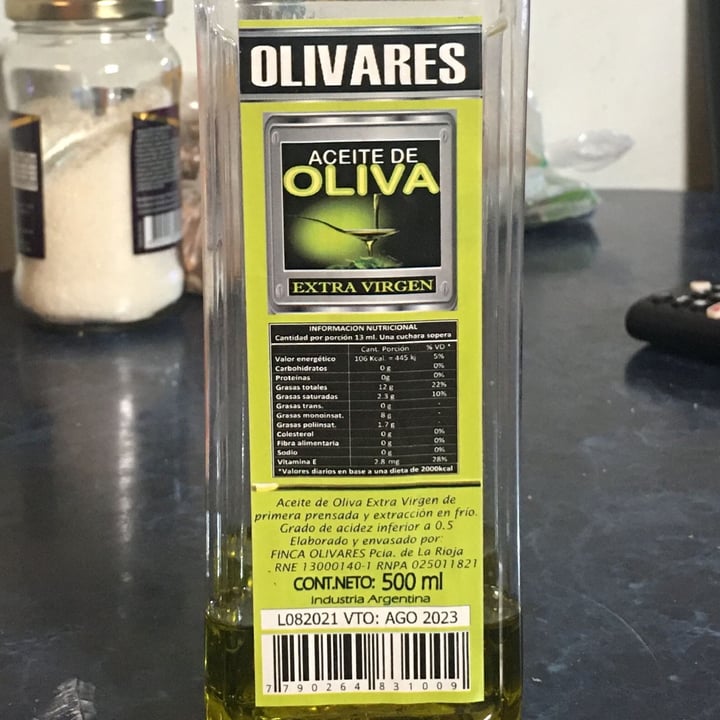 OLIVARES
ACEITE DE
OLIVA
EXTRA VIRGEN
INFORMACION NUTRICIONAL
Cantidad por porción 13 ml. Una cuchara sopera
Cant. Porción % VD *
Valor energético 106 Kcal. = 445 kj 5%
Carbohidratos 0 g 0%
Proteinas 0g 0%
Grasas totales 12 g 22%
Grasas saturadas 2.3 g 10%
Grasas trans. 0 g -
Grasas monoinsat. 8 g -
Grasas poliinsat. 1.7 g -
Colesterol 0 g 0%
Fibra alimentaria 0 g 0%
Sodio 0 g 0%
Vitamina E 2.8 mg 28%
*Valores diarios en base a una dieta de 2000kcal
Aceite de Oliva Extra Virgen de
primera prensada y extracción en frío.
Grado de acidez inferior a 0.5
Elaborado y envasado por:
FINCA OLIVARES Pcia. de La Rioja
RNE 13000140-1 RNPA 025011821
CONT.NETO: 500 ml
Industria Argentina
L082021 VTO: AGO 2023
7 790264 831009